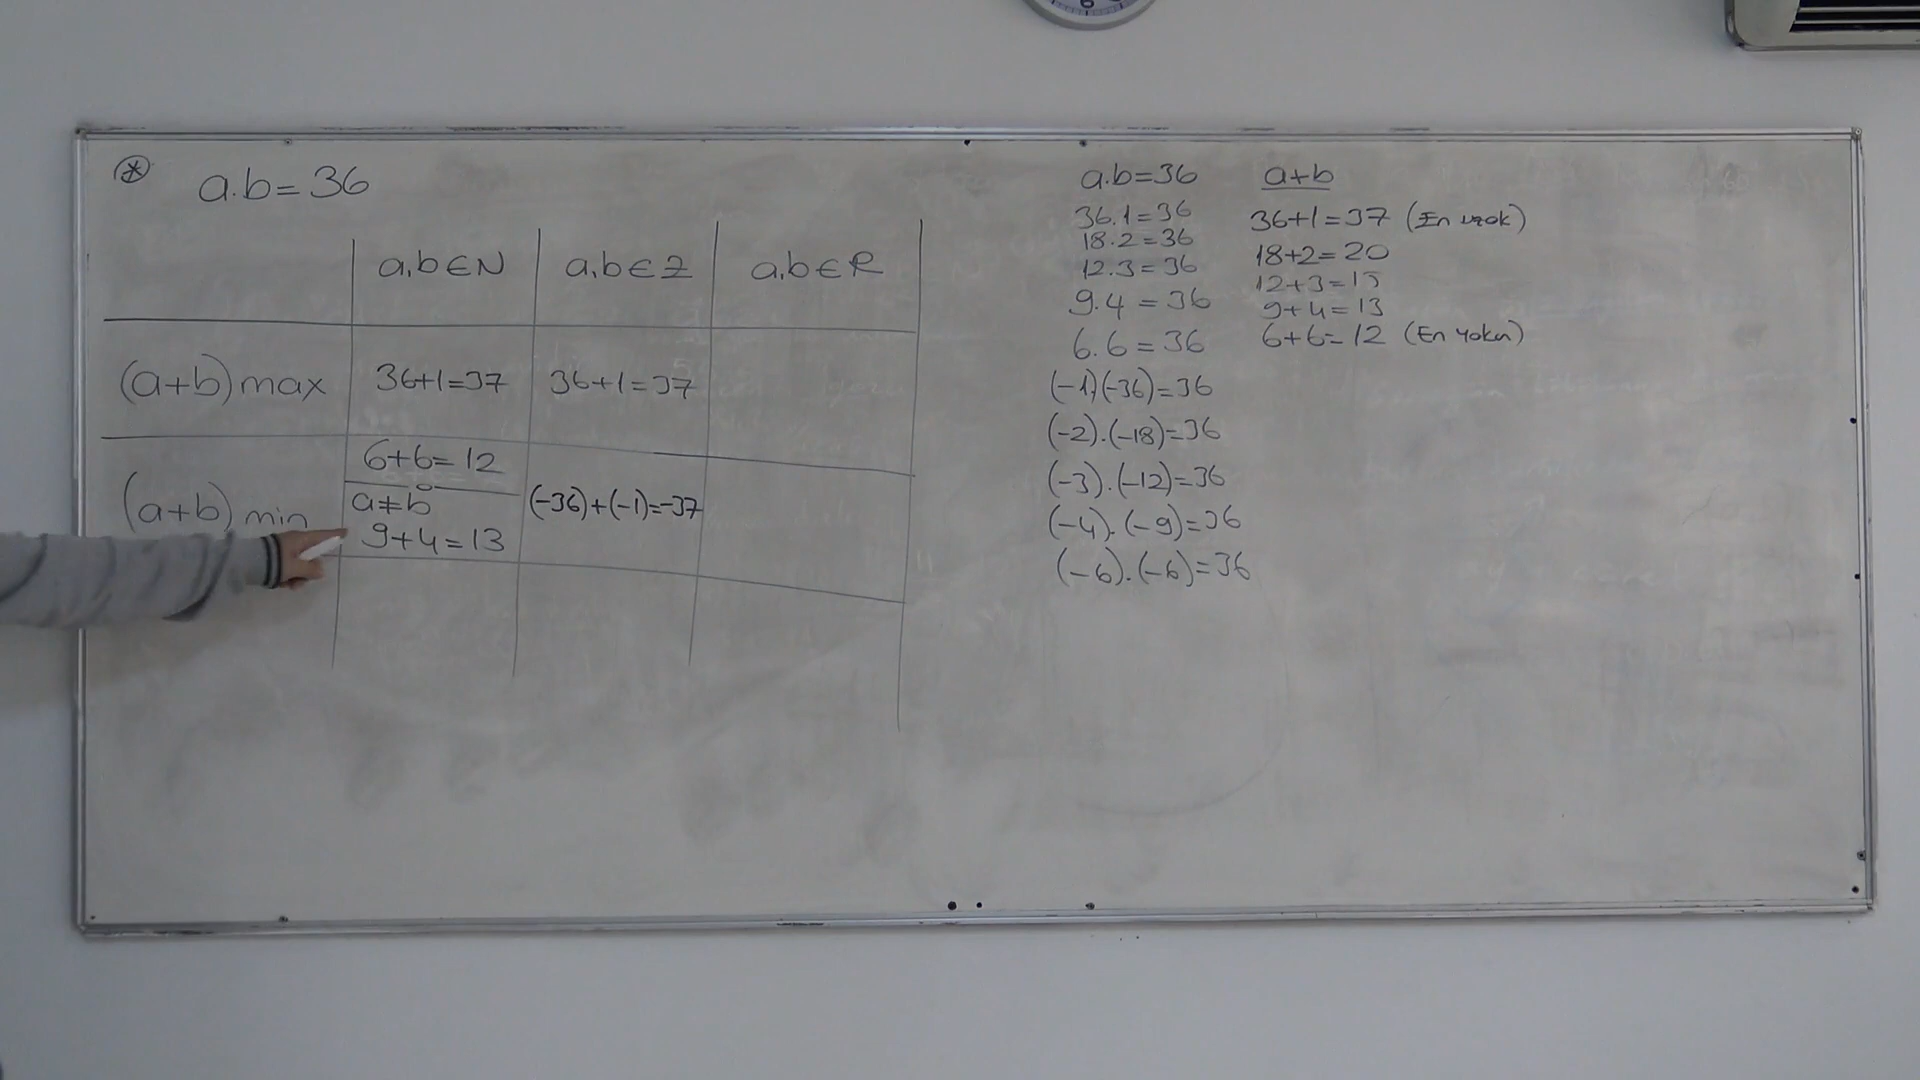 * a.b=36
a,b∈N a,b∈Z a,b∈R
(a+b) max 36+1=37 36+1=37
(a+b) min 6+6=12 (-36)+(-1)=-37
a≠b
9+4=13
a.b=36 a+b
36.1=36 36+1=37 (En uzak)
18.2=36 18+2=20
12.3=36 12+3=15
9.4=36 9+4=13
6.6=36 6+6=12 (En yakın)
(-1)(-36)=36
(-2).(-18)=36
(-3).(-12)=36
(-4).(-9)=36
(-6).(-6)=36